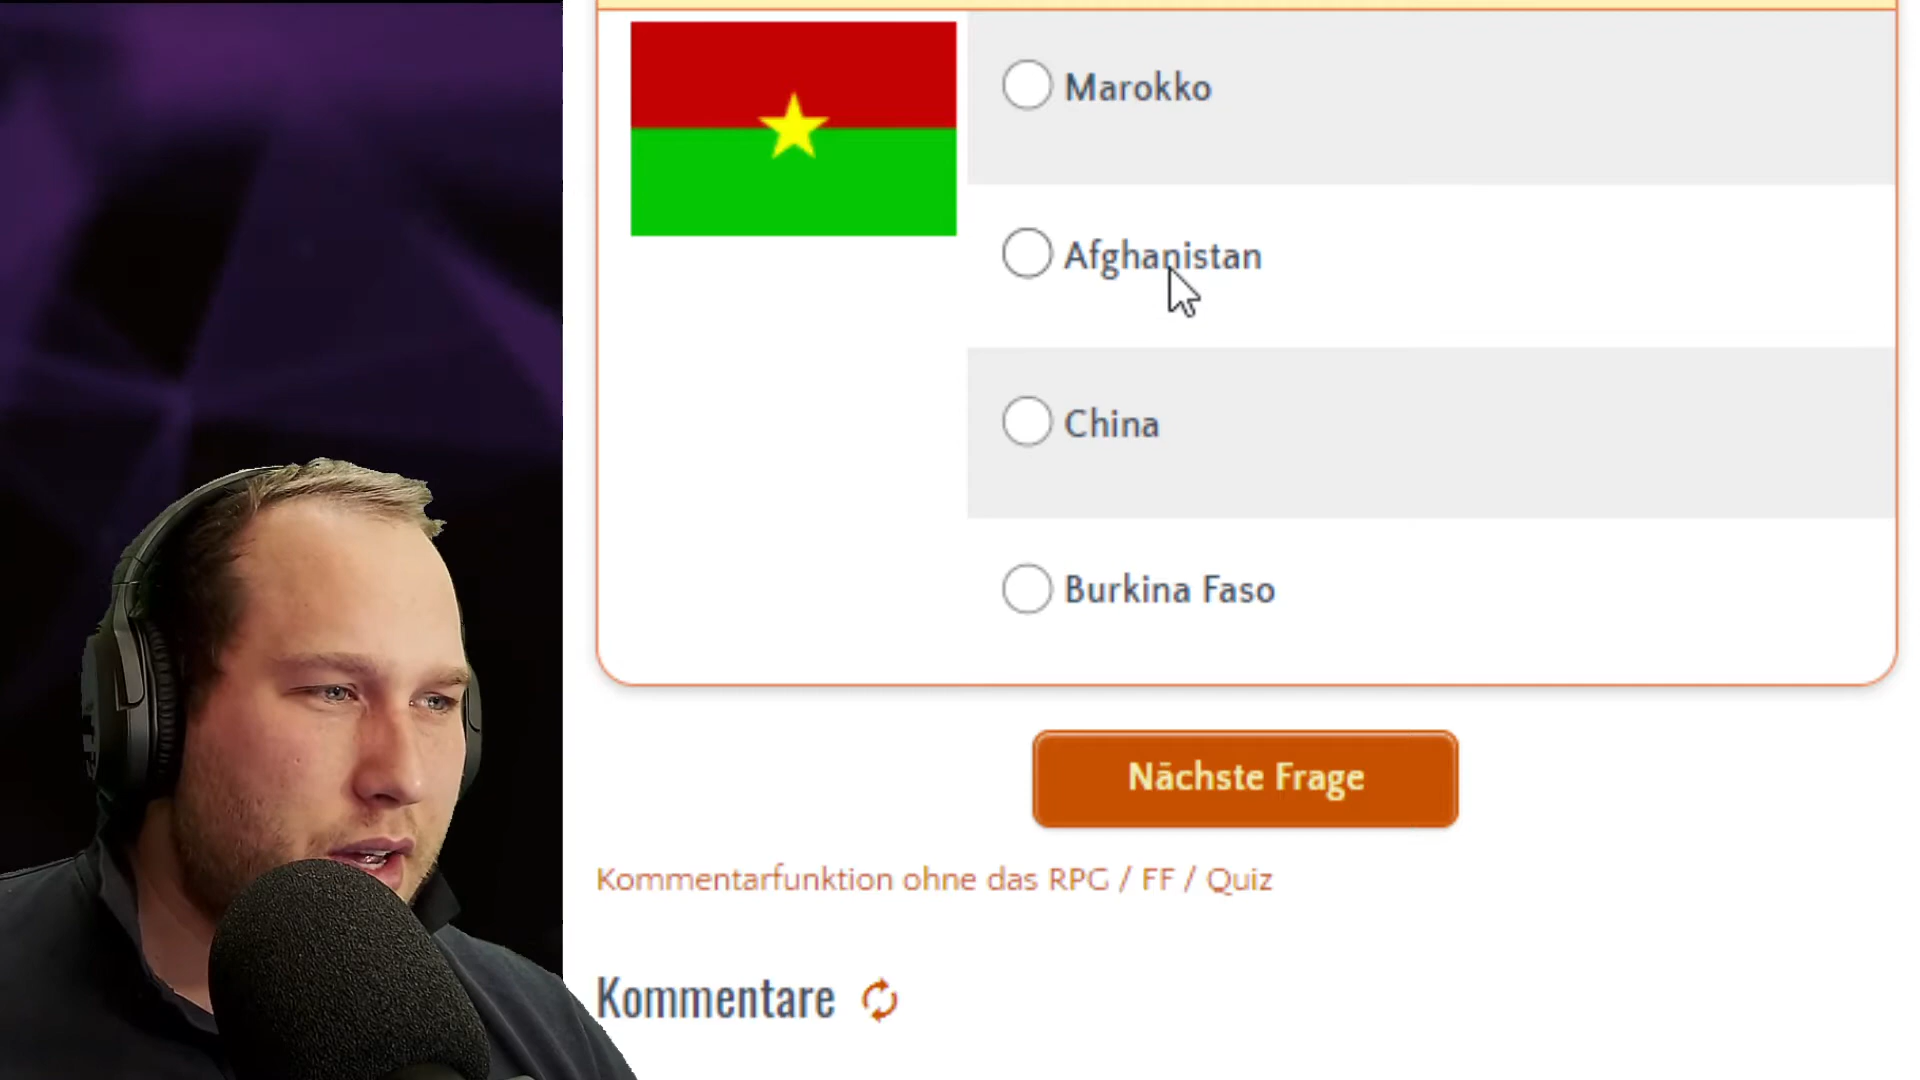 Marokko
Afghanistan
China
Burkina Faso
Nächste Frage
Kommentarfunktion ohne das RPG / FF / Quiz
Kommentare